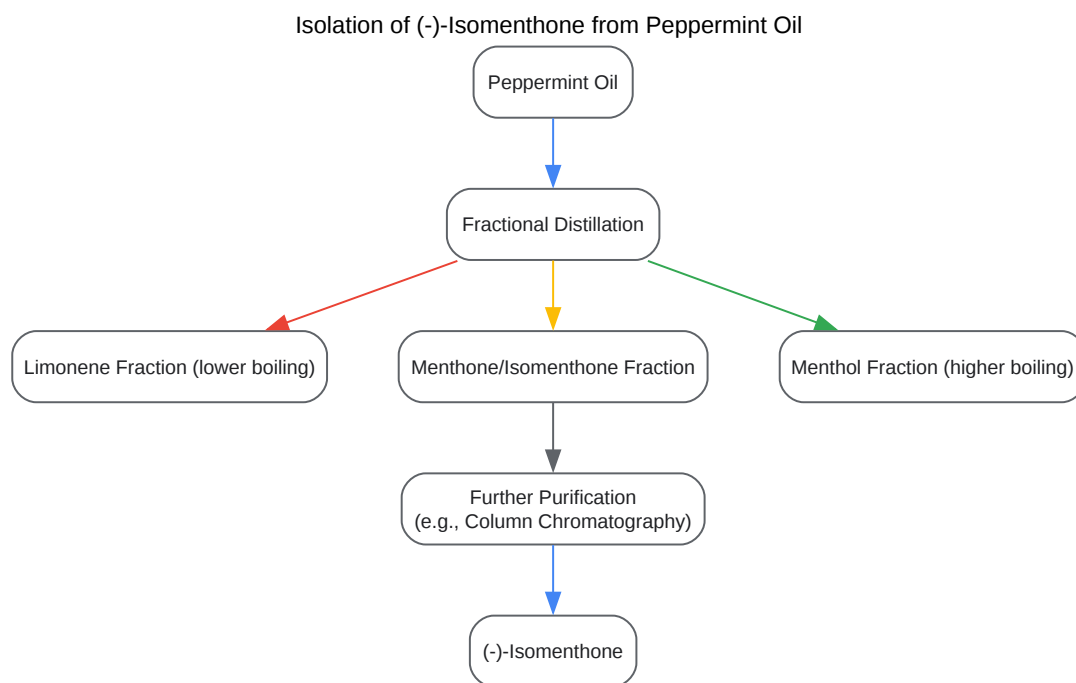 Isolation of (-)-Isomenthone from Peppermint Oil
Peppermint Oil
Fractional Distillation
Limonene Fraction (lower boiling)
Menthone/Isomenthone Fraction
Menthol Fraction (higher boiling)
Further Purification
(e.g., Column Chromatography)
(-)-Isomenthone